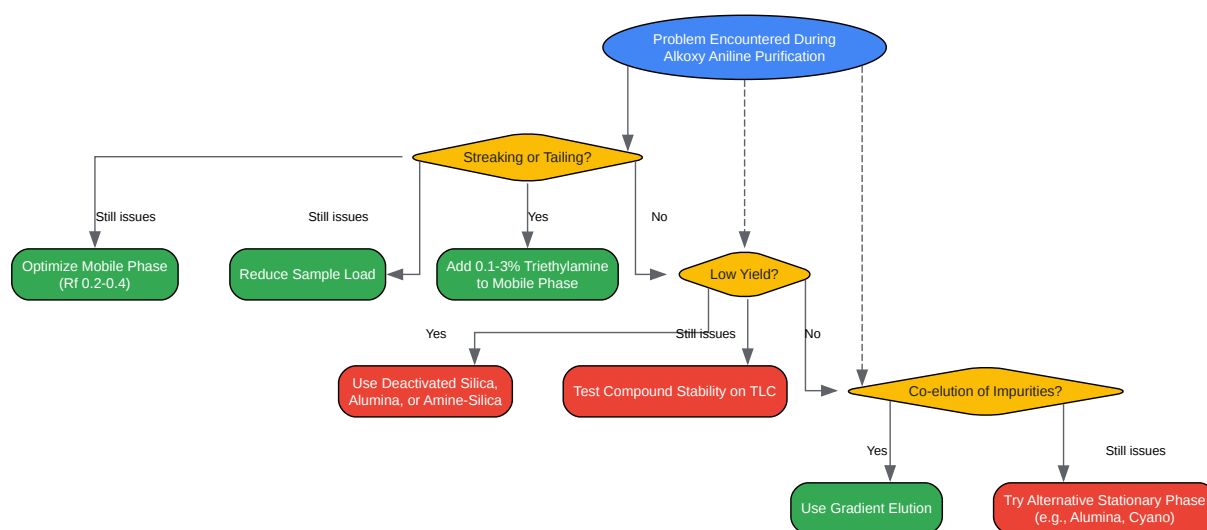 Problem Encountered During
Alkoxy Aniline Purification
Streaking or Tailing?
Still issues
Still issues
Yes
No
Optimize Mobile Phase
(Rf 0.2-0.4)
Reduce Sample Load
Add 0.1-3% Triethylamine
to Mobile Phase
Low Yield?
Yes
Still issues
No
Use Deactivated Silica,
Alumina, or Amine-Silica
Test Compound Stability on TLC
Co-elution of Impurities?
Yes
Still issues
Use Gradient Elution
Try Alternative Stationary Phase
(e.g., Alumina, Cyano)